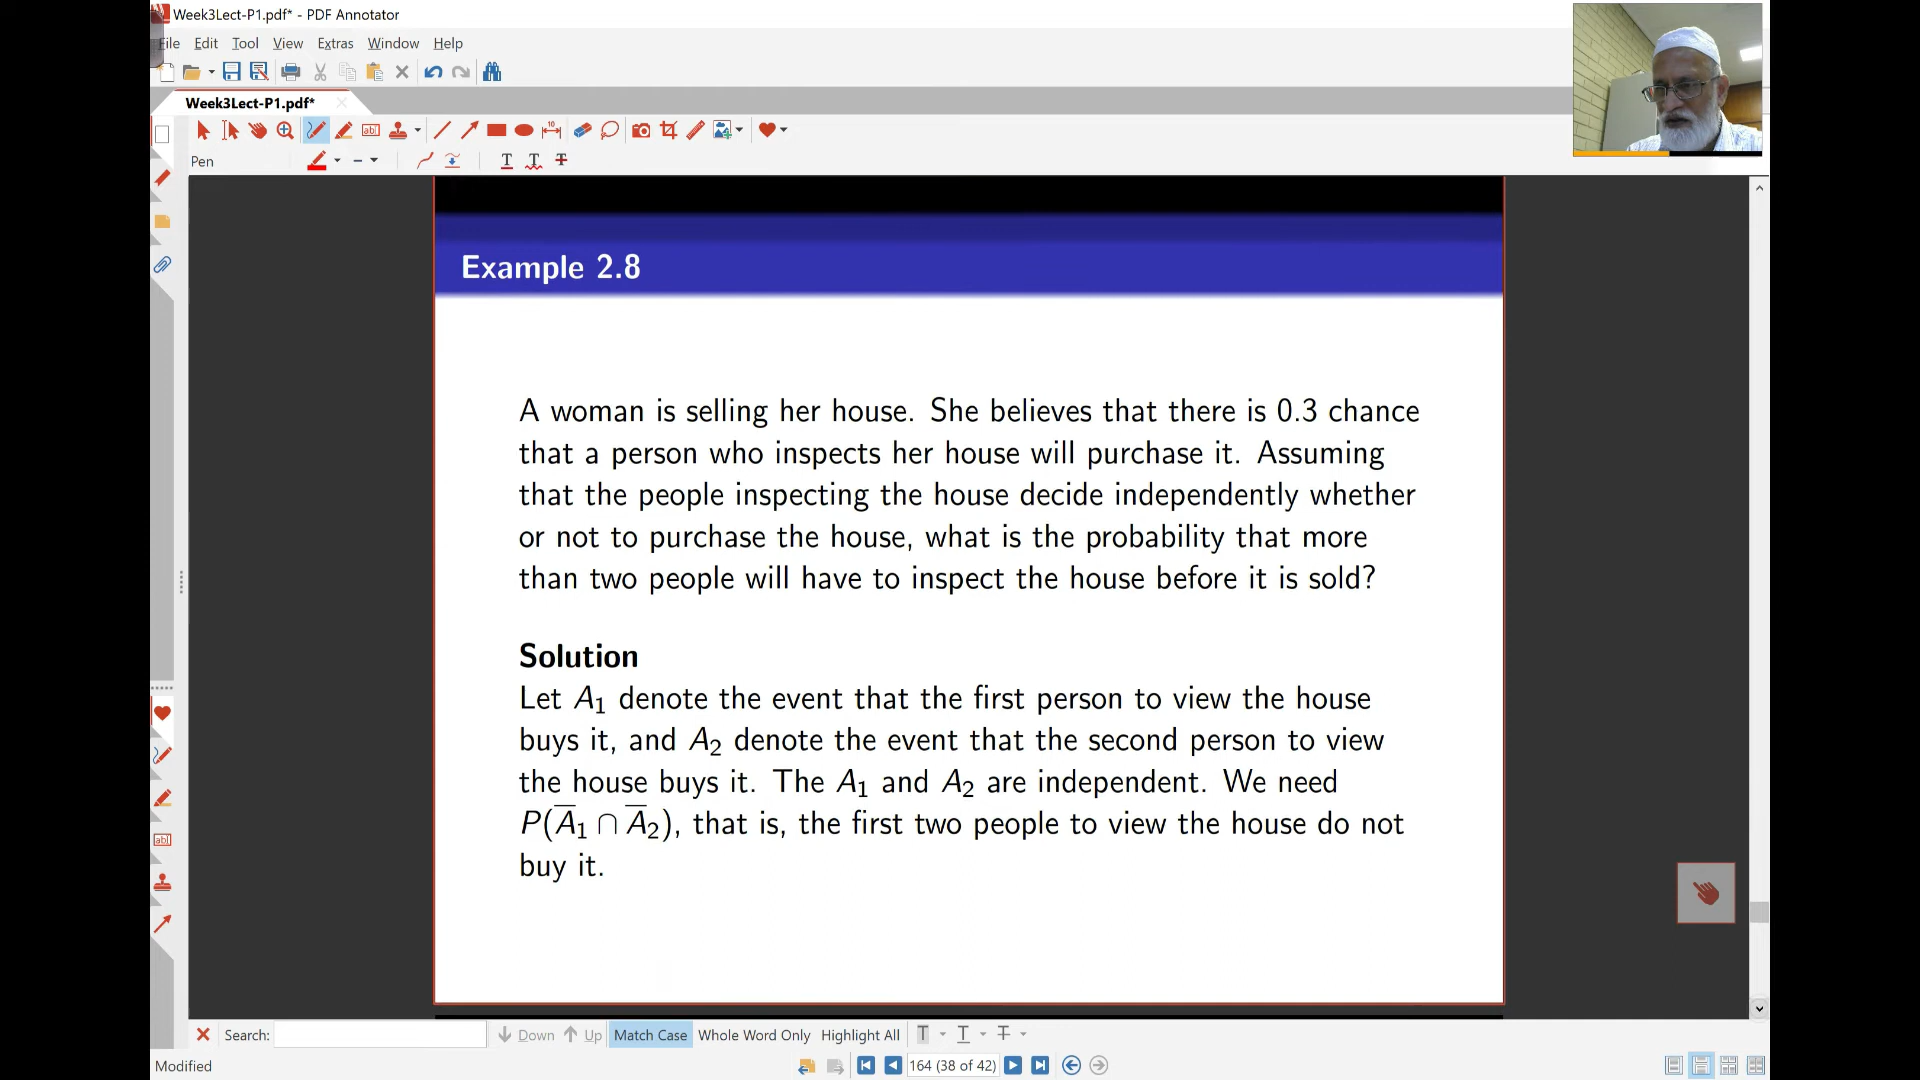 Week3Lect-P1.pdf* - PDF Annotator
File Edit Tool View Extras Window Help
Week3Lect-P1.pdf*
Pen
Example 2.8
A woman is selling her house. She believes that there is 0.3 chance
that a person who inspects her house will purchase it. Assuming
that the people inspecting the house decide independently whether
or not to purchase the house, what is the probability that more
than two people will have to inspect the house before it is sold?
Solution
Let A₁ denote the event that the first person to view the house
buys it, and A₂ denote the event that the second person to view
the house buys it. The A₁ and A₂ are independent. We need
P(A̅₁ ∩ A̅₂), that is, the first two people to view the house do not
buy it.
Search: Down Up Match Case Whole Word Only Highlight All
Modified 164 (38 of 42)